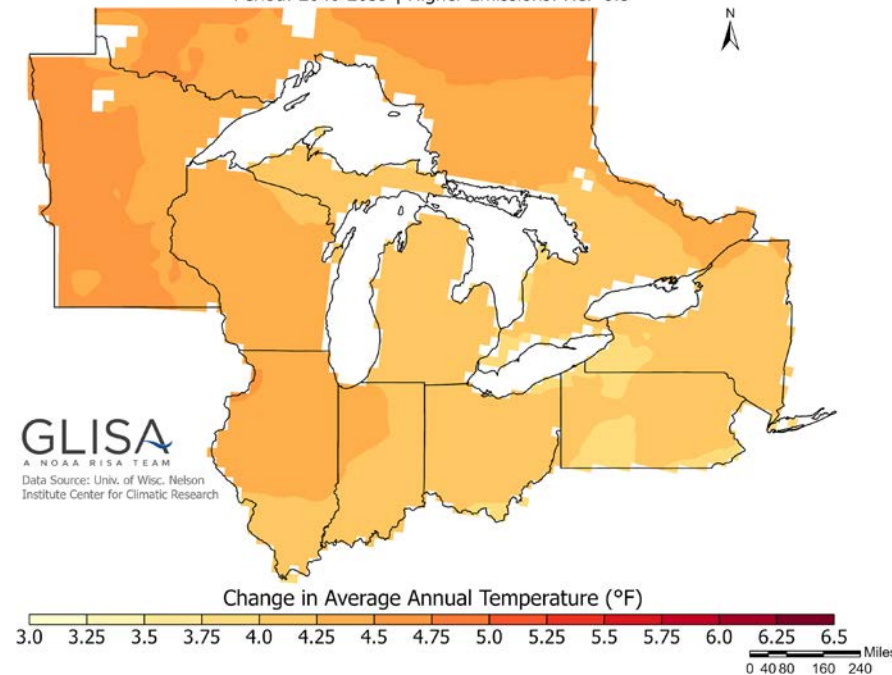 N
GLISA
A NOAA RISA TEAM
Data Source: Univ. of Wisc. Nelson
Institute Center for Climatic Research
Change in Average Annual Temperature (°F)
3.0 3.25 3.5 3.75 4.0 4.25 4.5 4.75 5.0 5.25 5.5 5.75 6.0 6.25 6.5
Miles
0 40 80 160 240